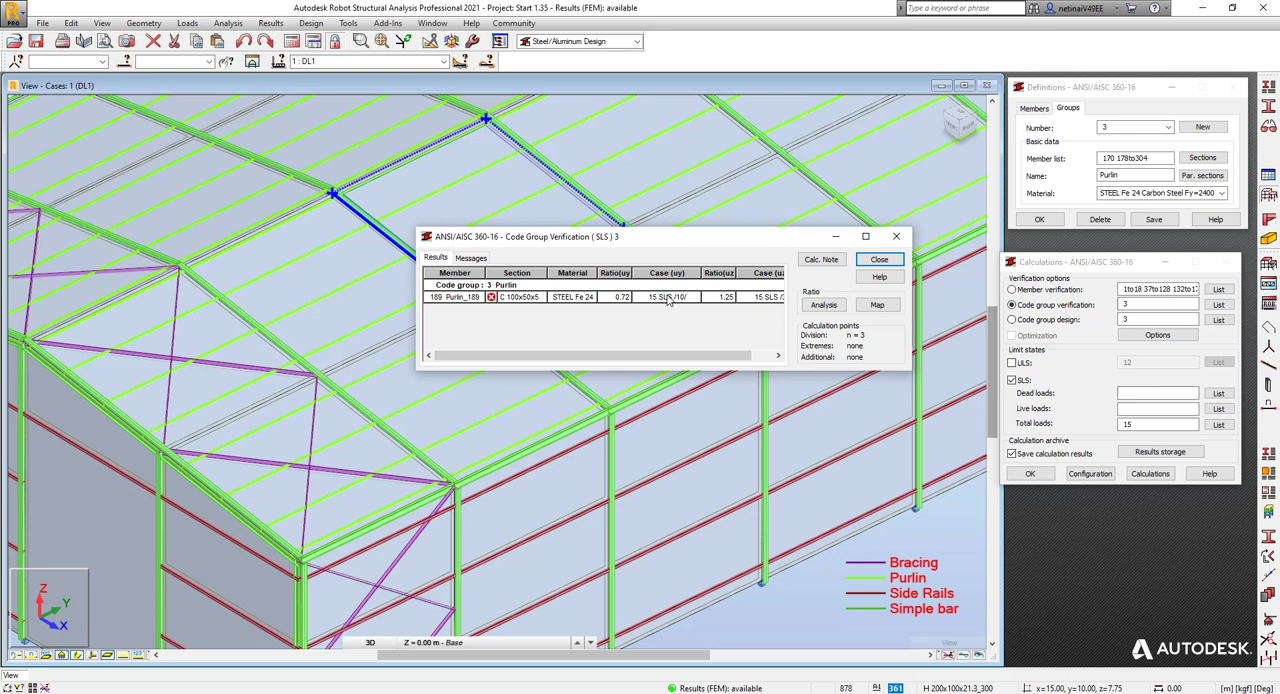 Autodesk Robot Structural Analysis Professional 2021 - Project: Start 1.35 - Results (FEM): available
Type a keyword or phrase
netinaiV49EE
PRO
File Edit View Geometry Loads Analysis Results Design Tools Add-Ins Window Help Community
Steel/Aluminum Design
1 : DL1
View - Cases: 1 (DL1)
Definitions - ANSI/AISC 360-16
Members Groups
Number: 3 New
Basic data
Member list: 170 178to304 Sections
Name: Purlin Par. sections
Material: STEEL Fe 24 Carbon Steel Fy=2400
OK Delete Save Help
ANSI/AISC 360-16 - Code Group Verification ( SLS ) 3
Results Messages
Member Section Material Ratio(uy Case (uy) Ratio(uz Case (uz
Code group : 3 Purlin
189 Purlin_189 C 100x50x5 STEEL Fe 24 0.72 15 SLS /10/ 1.25 15 SLS /
Calc. Note Close
Help
Ratio
Analysis Map
Calculation points
Division: n = 3
Extremes: none
Additional: none
Calculations - ANSI/AISC 360-16
Verification options
Member verification: 1to18 37to128 132to1 List
Code group verification: 3 List
Code group design: 3 List
Optimization Options
Limit states
ULS: 12 List
SLS:
Dead loads: List
Live loads: List
Total loads: 15 List
Calculation archive
Save calculation results Results storage
OK Configuration Calculations Help
Bracing
Purlin
Side Rails
Simple bar
Z
Y
X
3D Z = 0.00 m - Base
View
AUTODESK.
View
Results (FEM): available 878 361 H 200x100x21.3_300 x=15.00, y=10.00, z=7.75 0.00 [m] [kgf] [Deg]